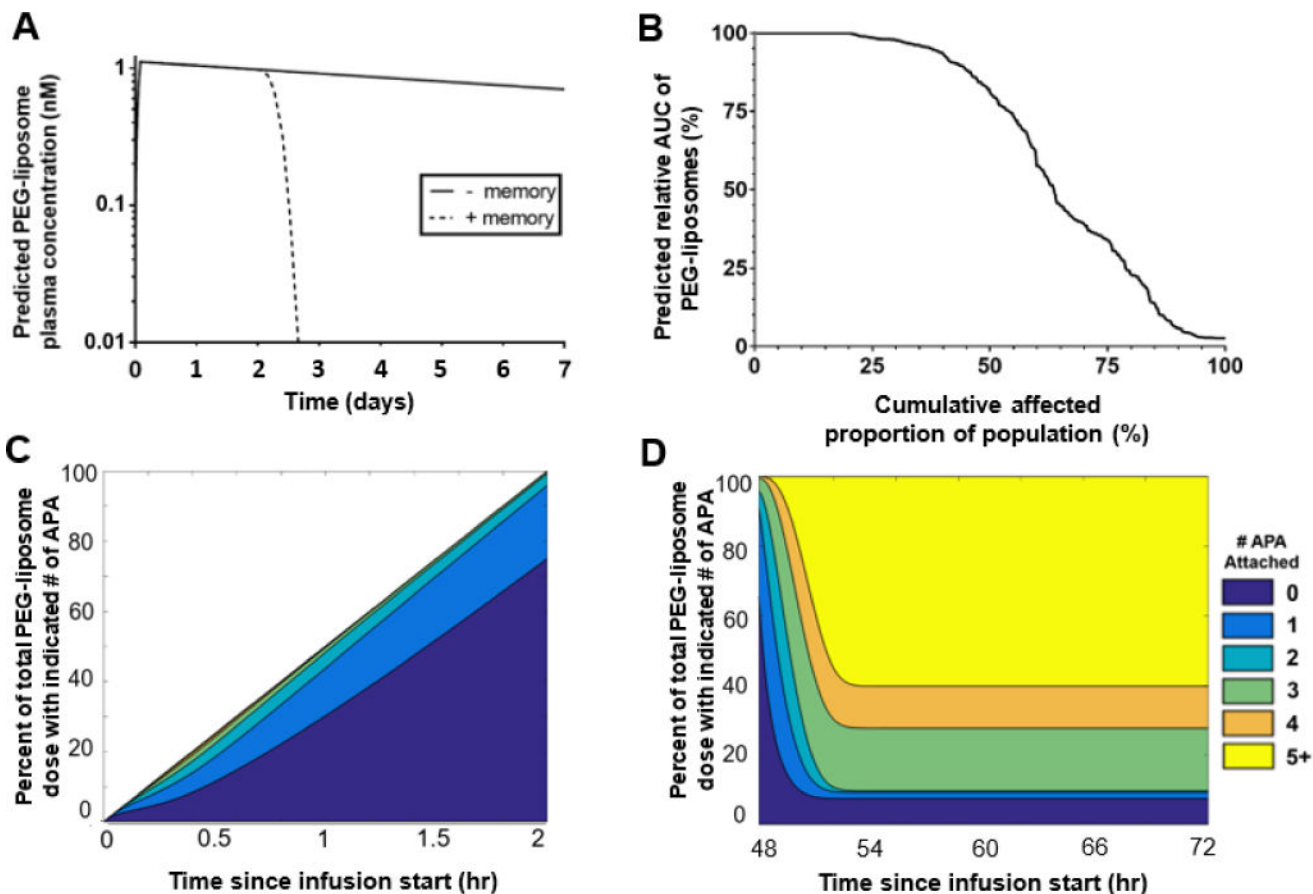 A
Predicted PEG-liposome
plasma concentration (nM)
1
0.1
0.01
- memory
+ memory
0 1 2 3 4 5 6 7
Time (days)
B
Predicted relative AUC of
PEG-liposomes (%)
100
75
50
25
0
0 25 50 75 100
Cumulative affected
proportion of population (%)
C
Percent of total PEG-liposome
dose with indicated # of APA
100
80
60
40
20
0
0 0.5 1 1.5 2
Time since infusion start (hr)
D
Percent of total PEG-liposome
dose with indicated # of APA
100
80
60
40
20
0
48 54 60 66 72
Time since infusion start (hr)
# APA
Attached
0
1
2
3
4
5+